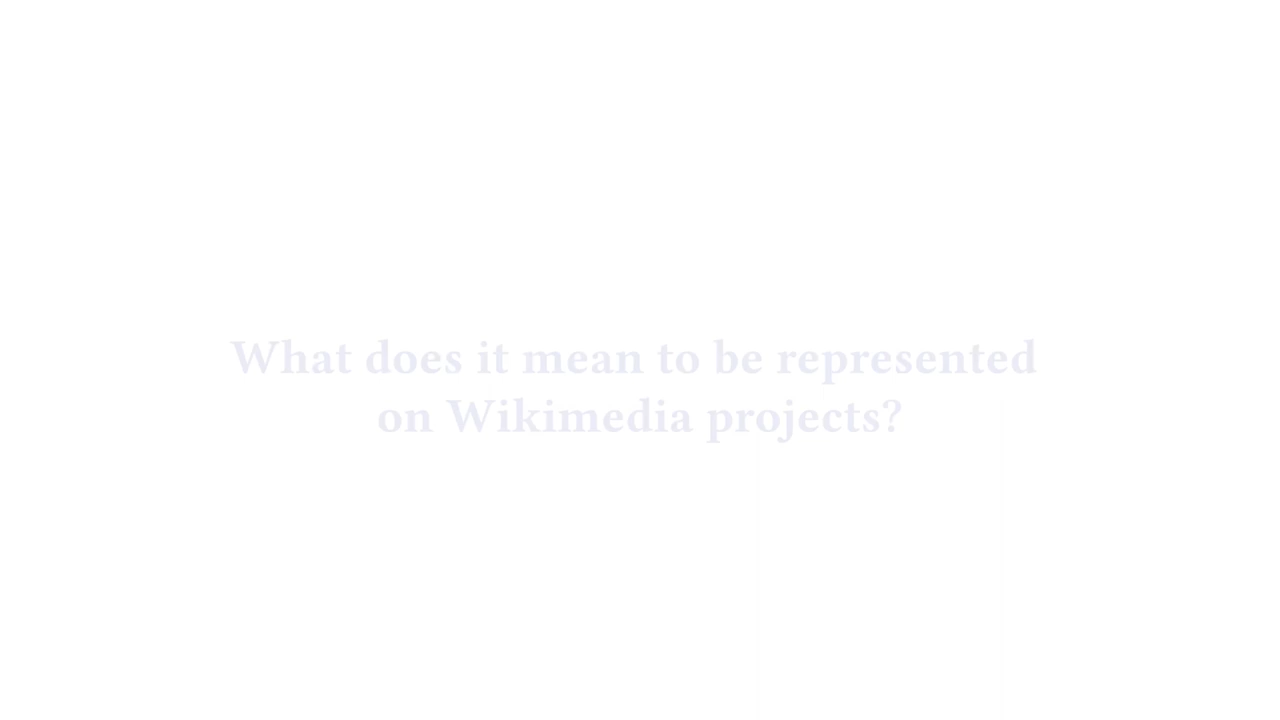 What does it mean to be represented
on Wikimedia projects?